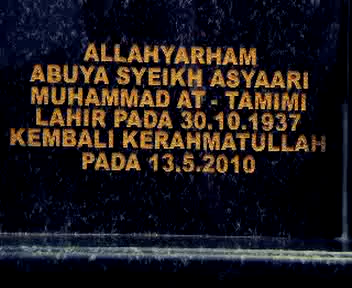 ALLAHYARHAM
ABUYA SYEIKH ASYAARI
MUHAMMAD AT - TAMIMI
LAHIR PADA 30.10.1937
KEMBALI KERAHMATULLAH
PADA 13.5.2010